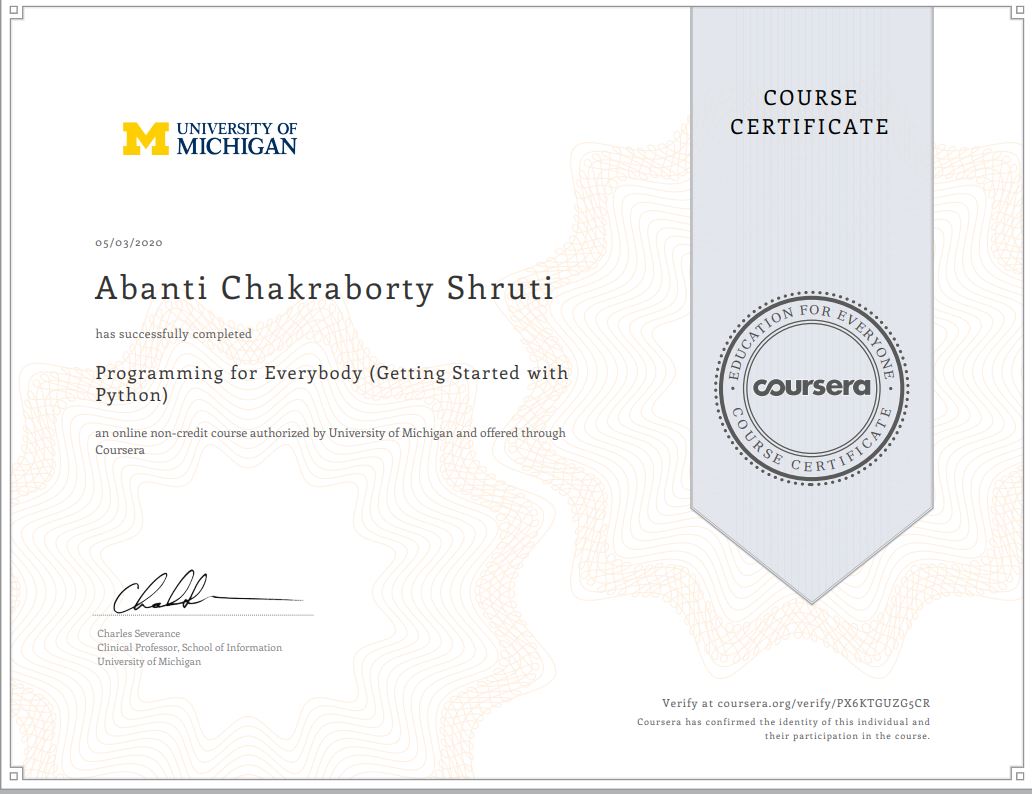 UNIVERSITY OF
MICHIGAN
COURSE
CERTIFICATE
05/03/2020
Abanti Chakraborty Shruti
has successfully completed
Programming for Everybody (Getting Started with
Python)
an online non-credit course authorized by University of Michigan and offered through
Coursera
EDUCATION FOR EVERYONE
coursera
COURSE CERTIFICATE
Charles Severance
Clinical Professor, School of Information
University of Michigan
Verify at coursera.org/verify/PX6KTGUZG5CR
Coursera has confirmed the identity of this individual and
their participation in the course.